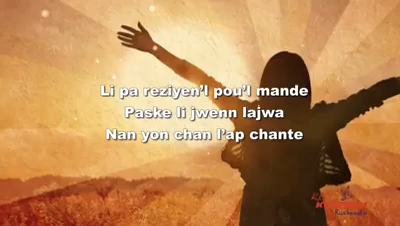 Li pa reziyen'l pou'l mande
Paske li jwenn lajwa
Nan yon chan l'ap chante